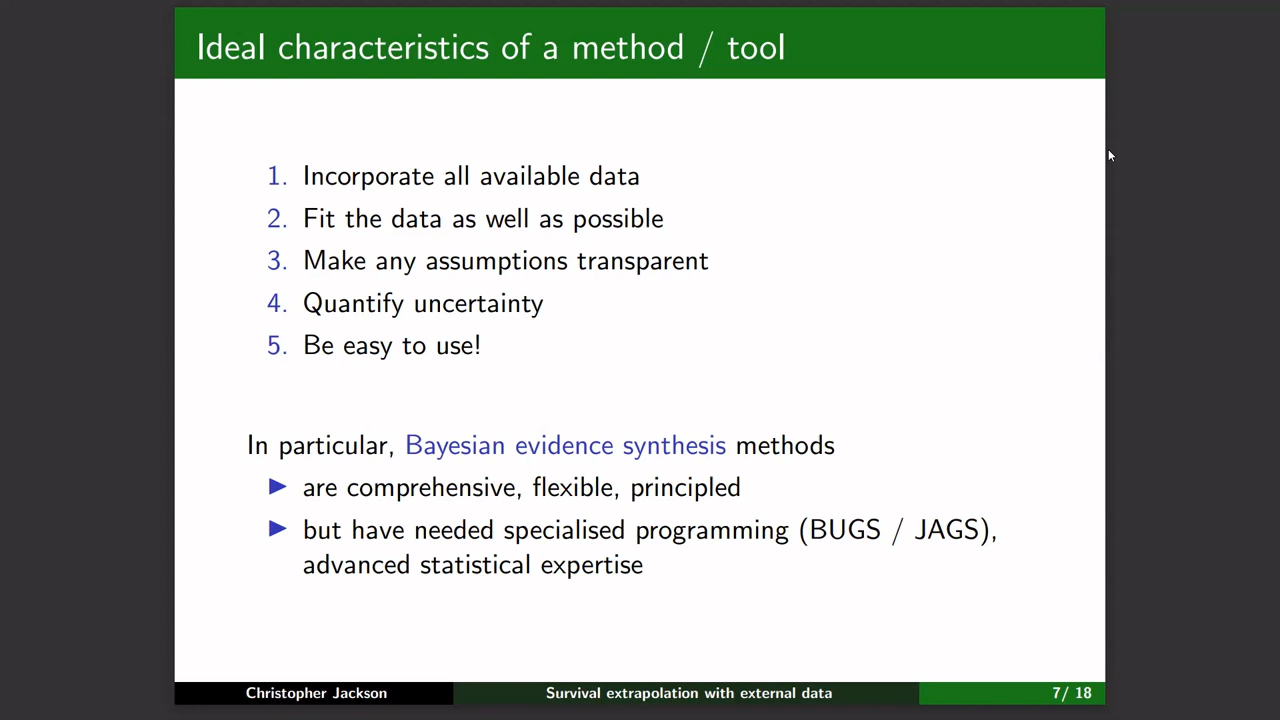 Ideal characteristics of a method / tool
1. Incorporate all available data
2. Fit the data as well as possible
3. Make any assumptions transparent
4. Quantify uncertainty
5. Be easy to use!
In particular, Bayesian evidence synthesis methods
▶ are comprehensive, flexible, principled
▶ but have needed specialised programming (BUGS / JAGS),
advanced statistical expertise
Christopher Jackson Survival extrapolation with external data 7/ 18